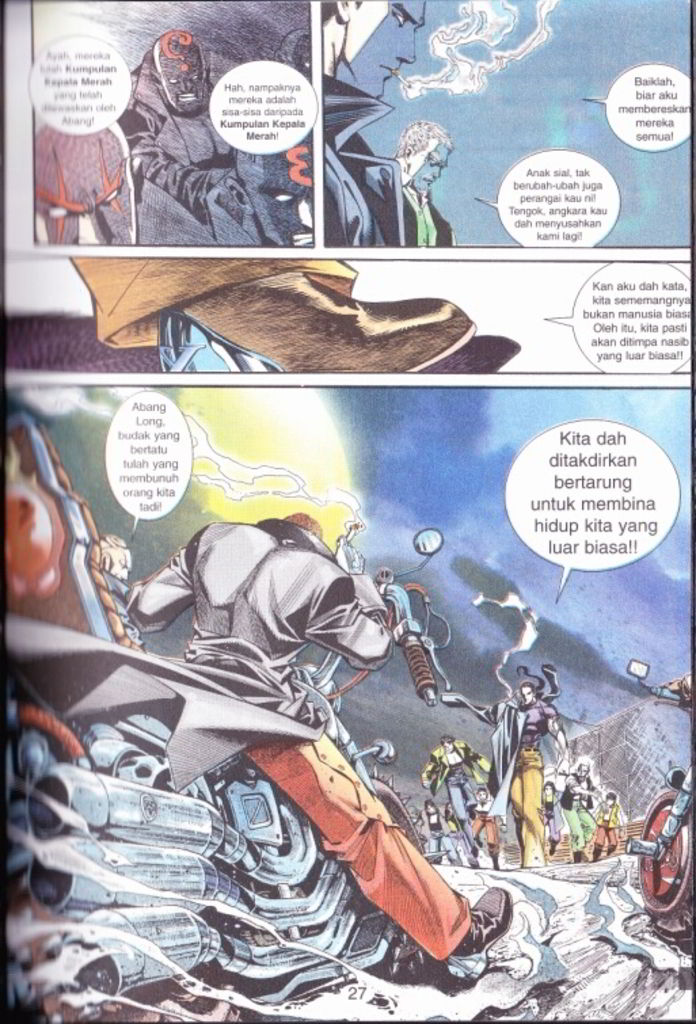 Ayah, mereka
ialah Kumpulan
Kepala Merah
yang telah
ditewaskan oleh
Abang!
Hah, nampaknya
mereka adalah
sisa-sisa daripada
Kumpulan Kepala
Merah!
Baiklah,
biar aku
membereskan
mereka
semua!
Anak sial, tak
berubah-ubah juga
perangai kau ni!
Tengok, angkara kau
dah menyusahkan
kami lagi!
Kan aku dah kata,
kita sememangnya
bukan manusia biasa
Oleh itu, kita pasti
akan ditimpa nasib
yang luar biasa!!
Abang
Long,
budak yang
bertatu
tulah yang
membunuh
orang kita
tadi!
Kita dah
ditakdirkan
bertarung
untuk membina
hidup kita yang
luar biasa!!
27